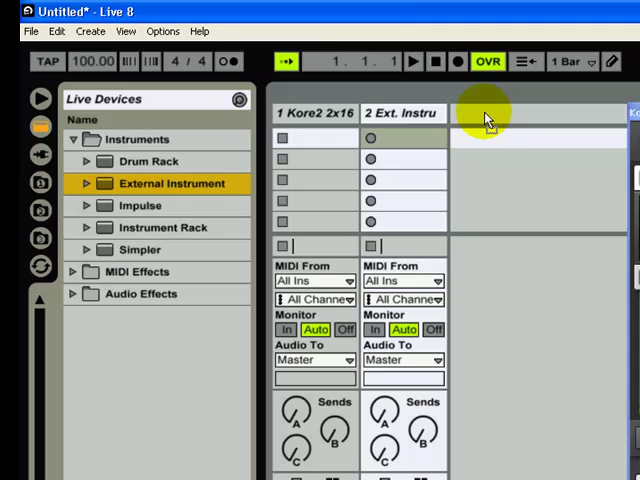 Untitled* - Live 8
File Edit Create View Options Help
TAP 100.00 4 / 4 1. 1. 1 OVR 1 Bar
Live Devices
Name
Instruments
Drum Rack
External Instrument
Impulse
Instrument Rack
Simpler
MIDI Effects
Audio Effects
1 Kore2 2x16 2 Ext. Instru
MIDI From MIDI From
All Ins All Ins
All Channe All Channe
Monitor Monitor
In Auto Off In Auto Off
Audio To Audio To
Master Master
Sends Sends
A B A B
C C
Ko